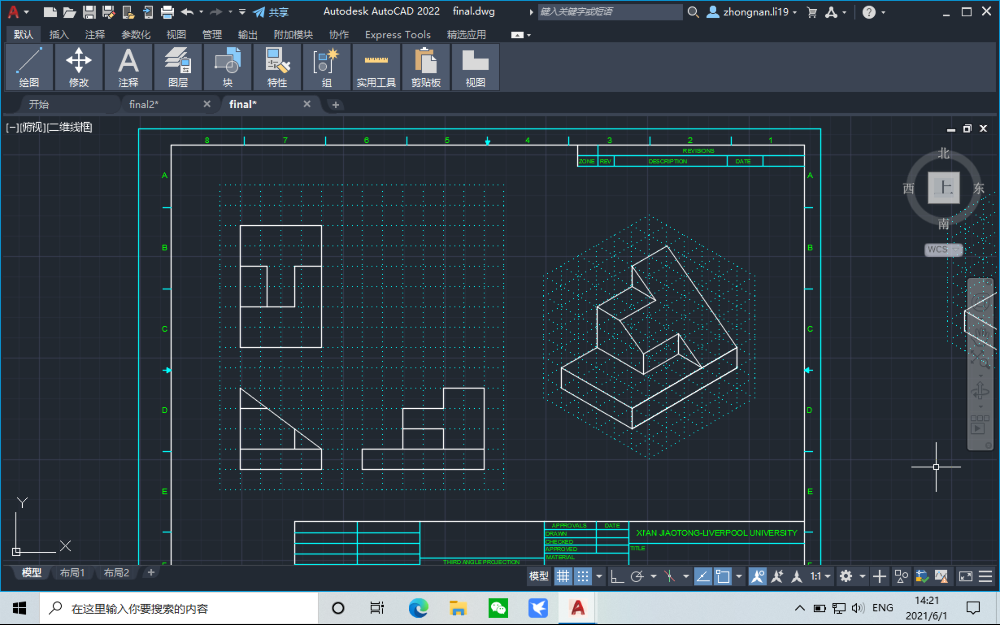 Autodesk AutoCAD 2022 final.dwg
键入关键字或短语
zhongnan.li19
共享
默认 插入 注释 参数化 视图 管理 输出 附加模块 协作 Express Tools 精选应用
绘图 修改 注释 图层 块 特性 组 实用工具 剪贴板 视图
开始 final2* final*
[−][俯视][二维线框]
8 7 6 5 4 3 2 1
REVISIONS
ZONE REV DESCRIPTION DATE
A A
B B
C C
D D
E E
北
西 上 东
南
WCS
Y
X
APPROVALS DATE
DRAWN
CHECKED
APPROVED
MATERIAL
XI'AN JIAOTONG-LIVERPOOL UNIVERSITY
TITLE
THIRD ANGLE PROJECTION
模型 布局1 布局2
模型 1:1
在这里输入你要搜索的内容
ENG
14:21
2021/6/1